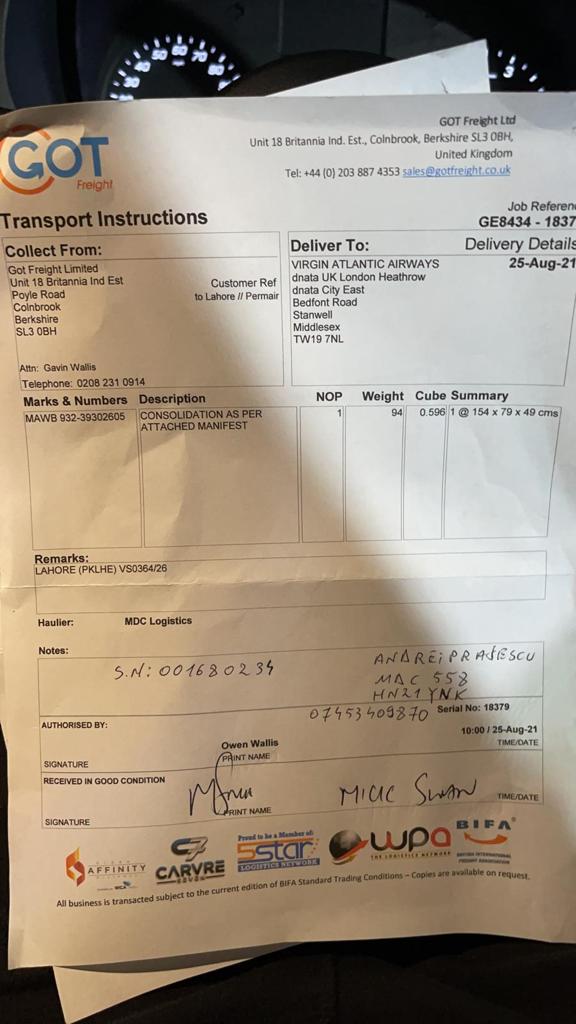 GOT
Freight
GOT Freight Ltd
Unit 18 Britannia Ind. Est., Colnbrook, Berkshire SL3 0BH,
United Kingdom
Tel: +44 (0) 203 887 4353 sales@gotfreight.co.uk
Transport Instructions
Job Referen
GE8434 - 1837
Collect From:
Got Freight Limited
Unit 18 Britannia Ind Est
Poyle Road
Colnbrook
Berkshire
SL3 0BH
Customer Ref
to Lahore // Permair
Attn: Gavin Wallis
Telephone: 0208 231 0914
Deliver To:
VIRGIN ATLANTIC AIRWAYS
dnata UK London Heathrow
dnata City East
Bedfont Road
Stanwell
Middlesex
TW19 7NL
Delivery Details
25-Aug-21
Marks & Numbers Description NOP Weight Cube Summary
MAWB 932-39302605 CONSOLIDATION AS PER 1 94 0.596 1 @ 154 x 79 x 49 cms
ATTACHED MANIFEST
Remarks:
LAHORE (PKLHE) VS0364/26
Haulier: MDC Logistics
Notes:
S.N: 001680234
ANDREI PRAJESCU
MAC 558
HN21 YNK
07453409870
Serial No: 18379
AUTHORISED BY:
10:00 / 25-Aug-21
Owen Wallis
TIME/DATE
SIGNATURE
PRINT NAME
RECEIVED IN GOOD CONDITION
MICK SWAN
TIME/DATE
PRINT NAME
SIGNATURE
AFFINITY
CARVRE
Proud to be a Member of:
5star
LOGISTICS NETWORK
wpa
THE LOGISTICS NETWORK
BIFA
BRITISH INTERNATIONAL
FREIGHT ASSOCIATION
All business is transacted subject to the current edition of BIFA Standard Trading Conditions – Copies are available on request.